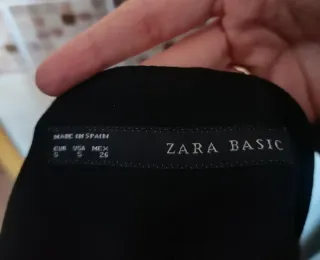 MADE IN SPAIN
EUR USA MEX
S S 26
ZARA BASIC